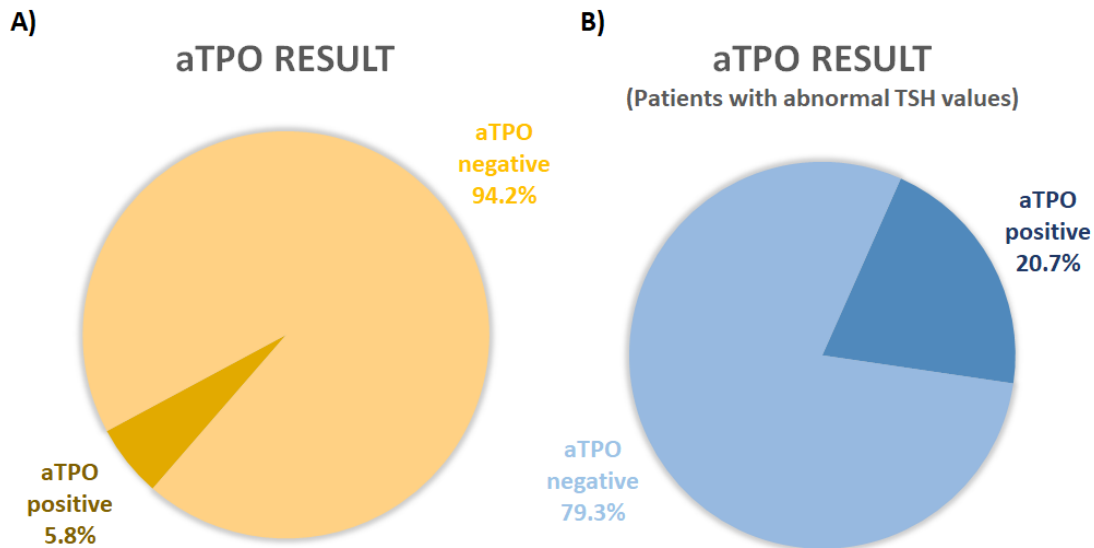 A)
aTPO RESULT
aTPO
negative
94.2%
aTPO
positive
5.8%
B)
aTPO RESULT
(Patients with abnormal TSH values)
aTPO
positive
20.7%
aTPO
negative
79.3%